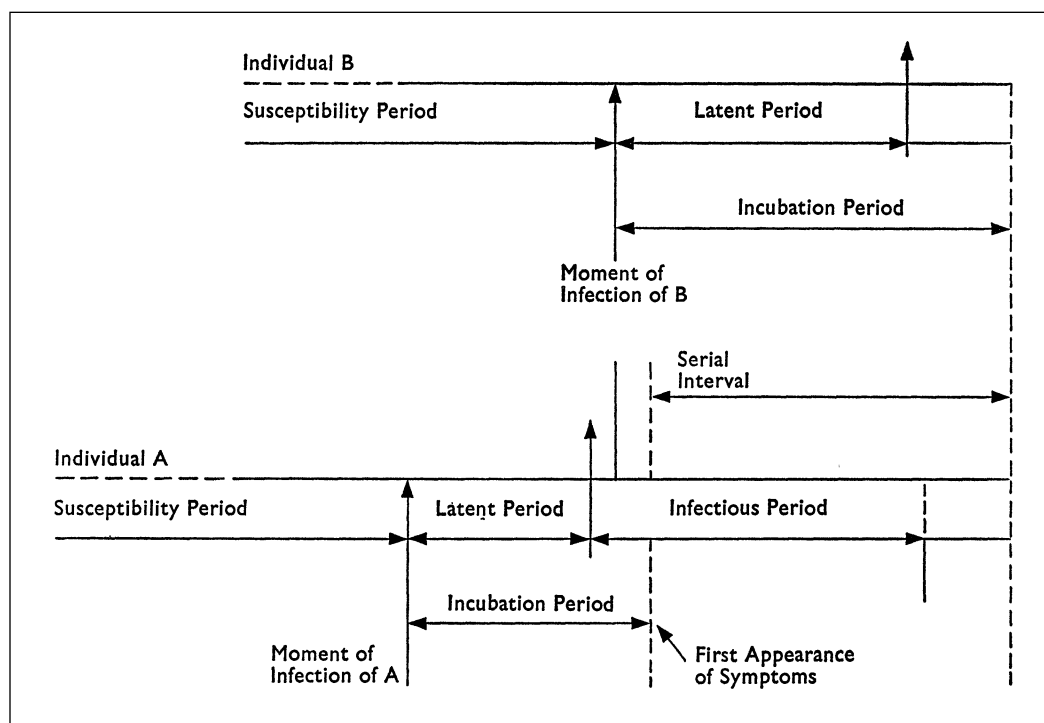 Individual B
Susceptibility Period
Latent Period
Incubation Period
Moment of
Infection of B
Serial
Interval
Individual A
Susceptibility Period
Latent Period
Infectious Period
Incubation Period
Moment of
Infection of A
First Appearance
of Symptoms